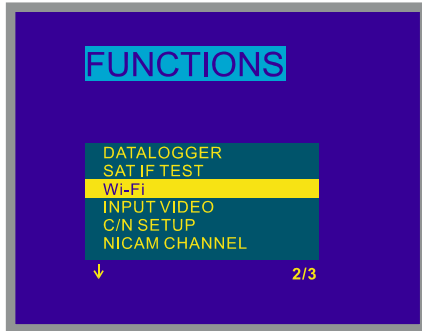 FUNCTIONS
DATALOGGER
SAT IF TEST
Wi-Fi
INPUT VIDEO
C/N SETUP
NICAM CHANNEL
↓ 2/3